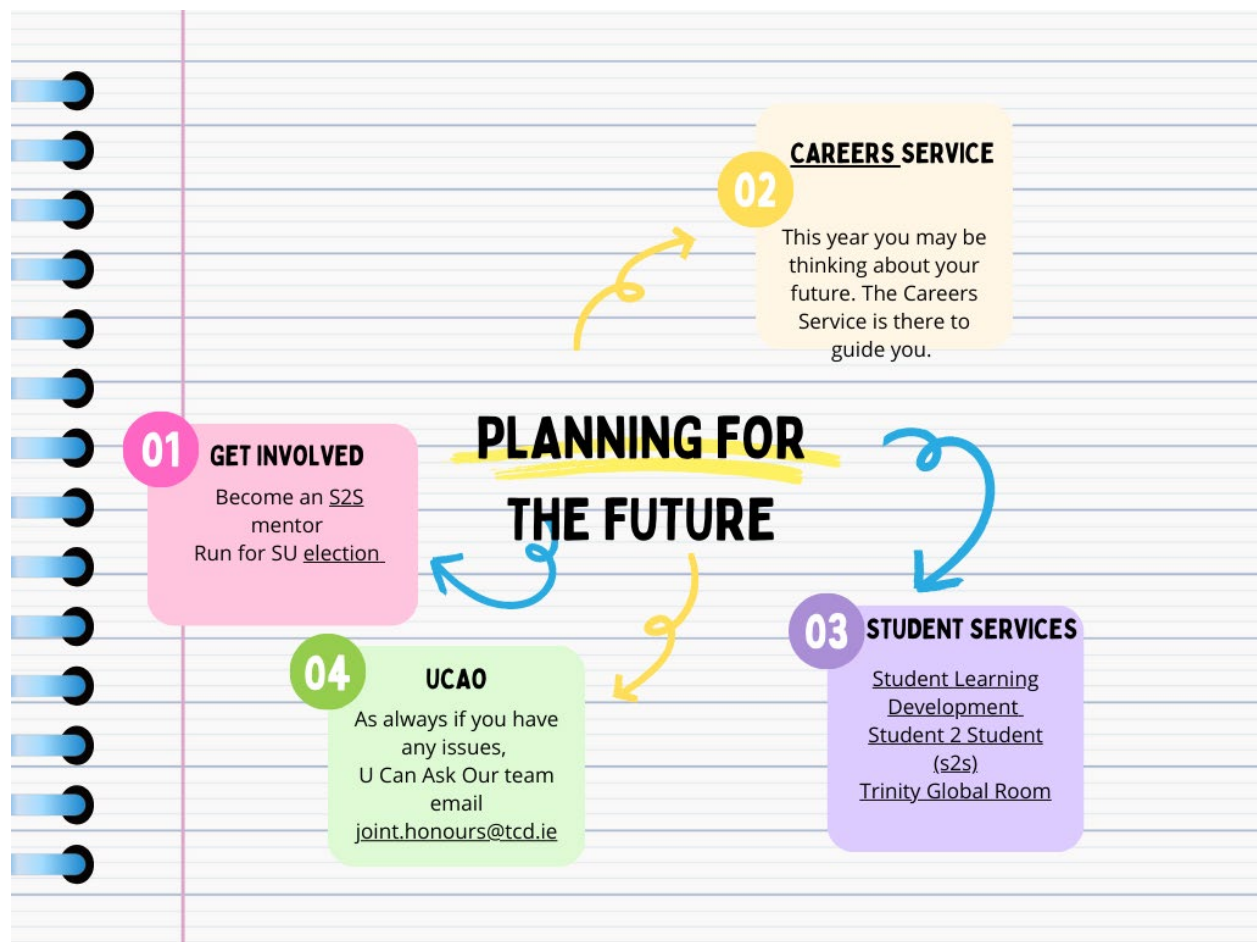 PLANNING FOR
THE FUTURE
01
GET INVOLVED
Become an S2S
mentor
Run for SU election
02
CAREERS SERVICE
This year you may be
thinking about your
future. The Careers
Service is there to
guide you.
03
STUDENT SERVICES
Student Learning
Development
Student 2 Student
(s2s)
Trinity Global Room
04
UCAO
As always if you have
any issues,
U Can Ask Our team
email
joint.honours@tcd.ie